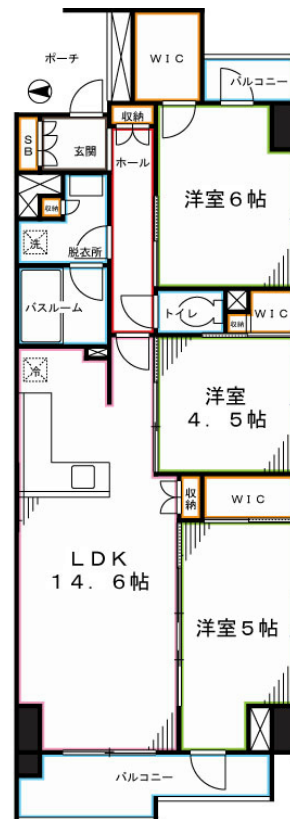 ポーチ
WIC
バルコニー
収納
SB
玄関
ホール
洋室6帖
収納
洗
脱衣所
バスルーム
トイレ
収納
WIC
冷
洋室
4.5帖
収納
WIC
LDK
14.6帖
洋室5帖
バルコニー